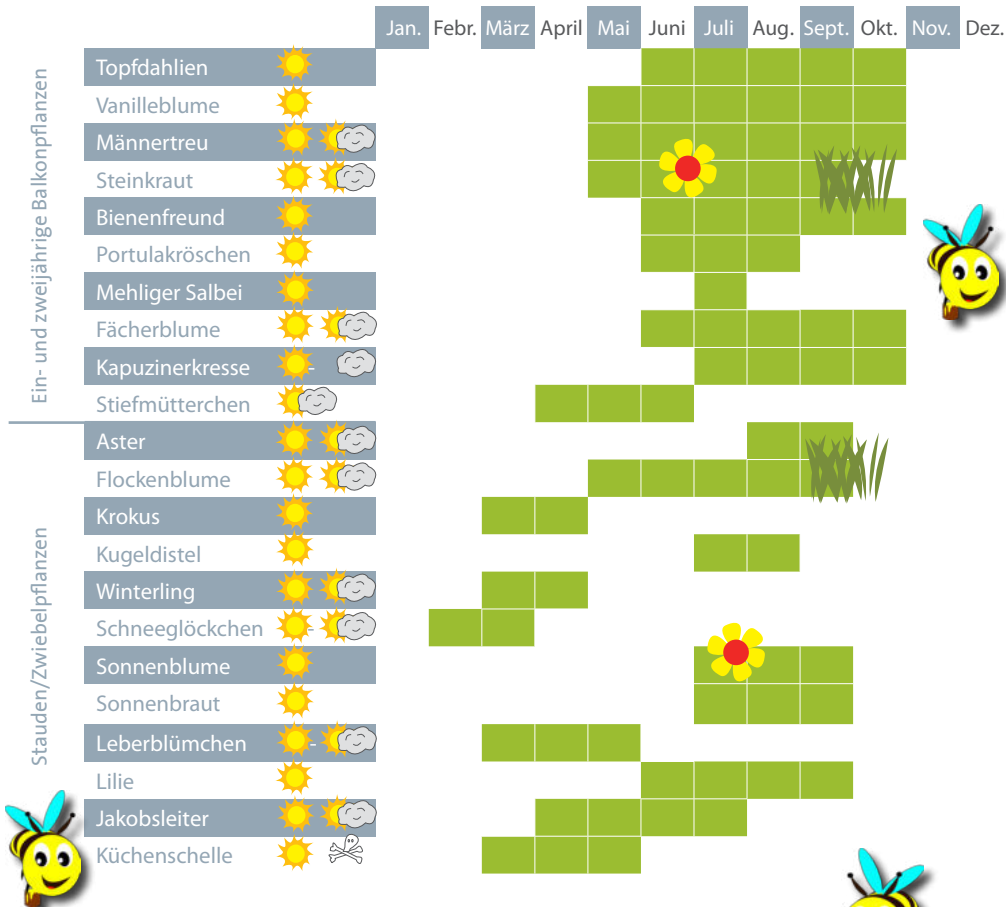 Jan. Febr. März April Mai Juni Juli Aug. Sept. Okt. Nov. Dez.
Ein- und zweijährige Balkonpflanzen
Topfdahlien
Vanilleblume
Männertreu
Steinkraut
Bienenfreund
Portulakröschen
Mehliger Salbei
Fächerblume
Kapuzinerkresse -
Stiefmütterchen
Stauden/Zwiebelpflanzen
Aster
Flockenblume
Krokus
Kugeldistel
Winterling
Schneeglöckchen -
Sonnenblume
Sonnenbraut
Leberblümchen -
Lilie
Jakobsleiter
Küchenschelle